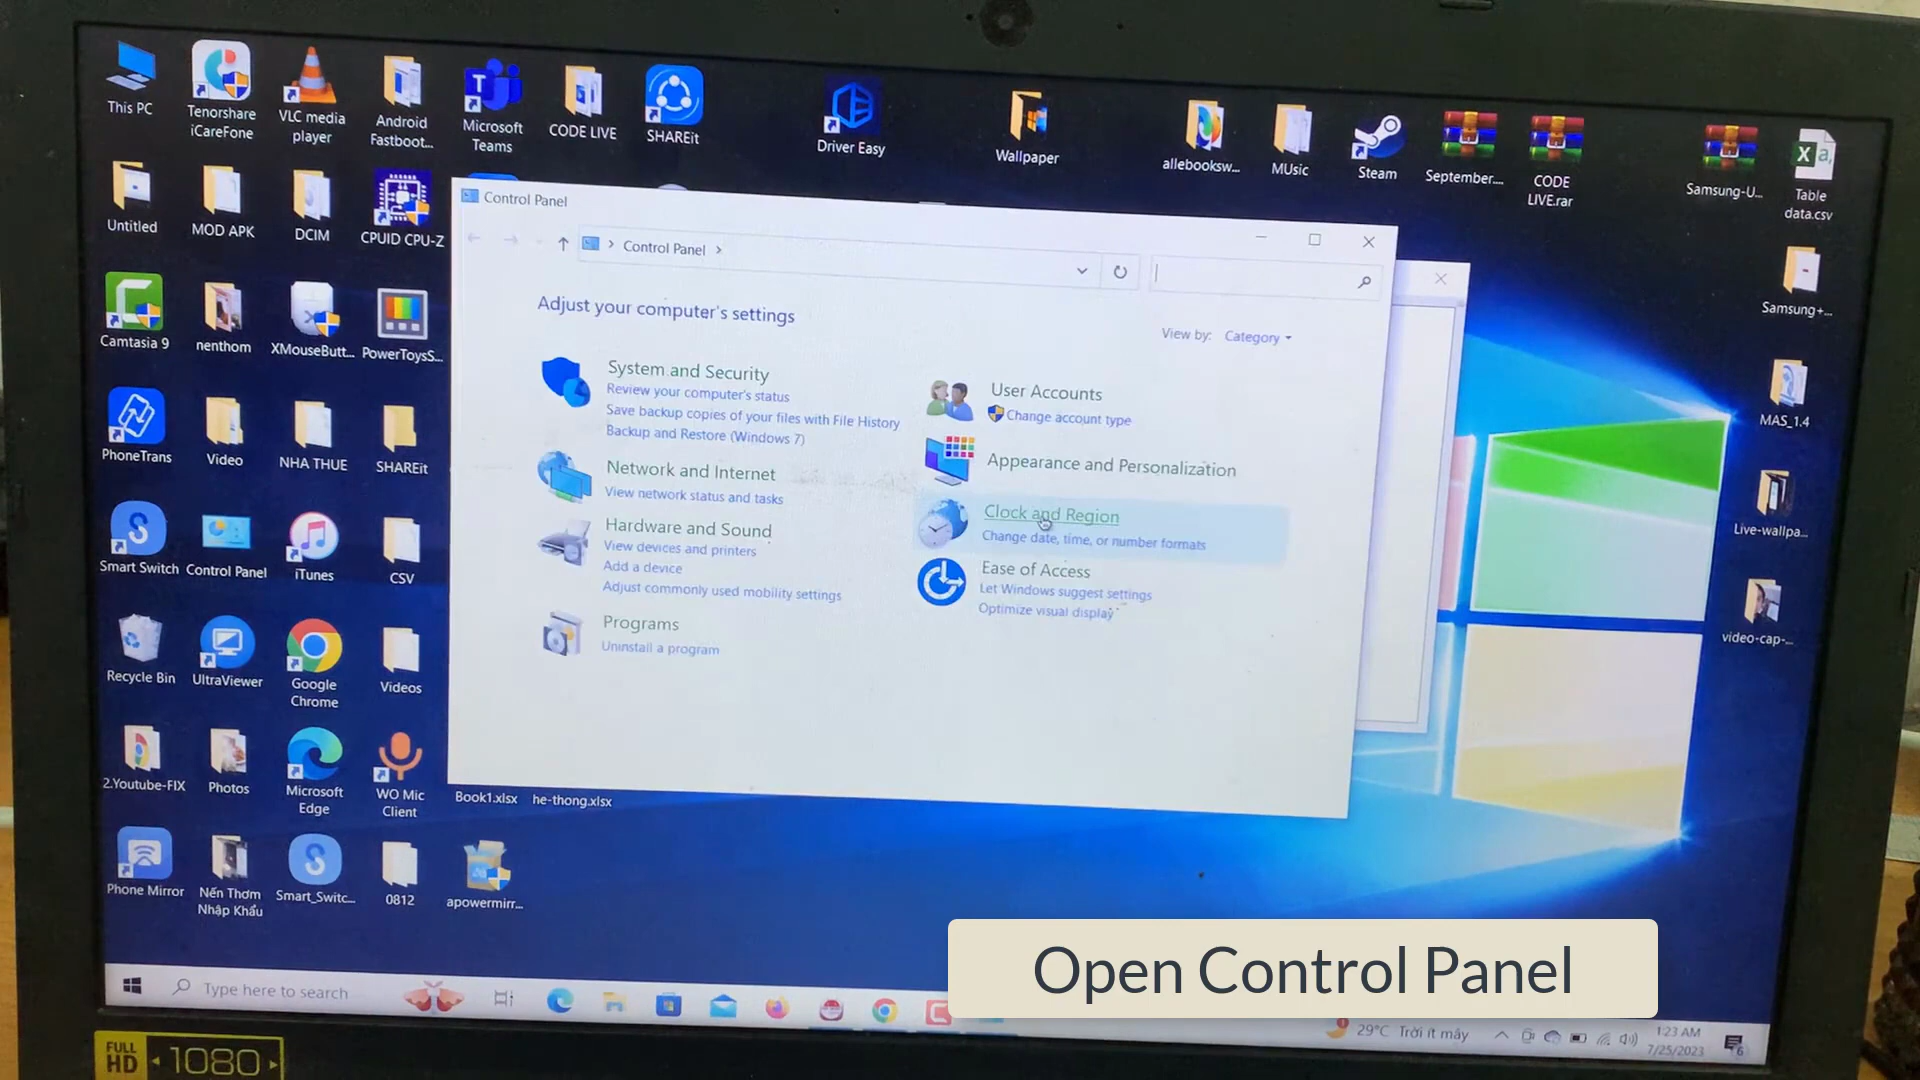 This PC
Tenorshare
iCareFone
VLC media
player
Android
Fastboot...
Microsoft
Teams
CODE LIVE
SHAREit
Driver Easy
Wallpaper
allebooksw...
MUsic
Steam
September....
CODE
LIVE.rar
Samsung-U...
Table
data.csv
Untitled
MOD APK
DCIM
CPUID CPU-Z
Samsung+...
Camtasia 9
nenthom
XMouseButt...
PowerToysS...
MAS_1.4
PhoneTrans
Video
NHA THUE
SHAREit
Live-wallpa...
Smart Switch
Control Panel
iTunes
CSV
video-cap-...
Recycle Bin
UltraViewer
Google
Chrome
Videos
2.Youtube-FIX
Photos
Microsoft
Edge
WO Mic
Client
Book1.xlsx
he-thong.xlsx
Phone Mirror
Nến Thơm
Nhập Khẩu
Smart_Switc...
0812
apowermirr...
Control Panel
Control Panel
Adjust your computer's settings
View by: Category
System and Security
Review your computer's status
Save backup copies of your files with File History
Backup and Restore (Windows 7)
Network and Internet
View network status and tasks
Hardware and Sound
View devices and printers
Add a device
Adjust commonly used mobility settings
Programs
Uninstall a program
User Accounts
Change account type
Appearance and Personalization
Clock and Region
Change date, time, or number formats
Ease of Access
Let Windows suggest settings
Optimize visual display
Open Control Panel
Type here to search
29°C Trời ít mây
1:23 AM
7/25/2023
6
FULL
HD
1080